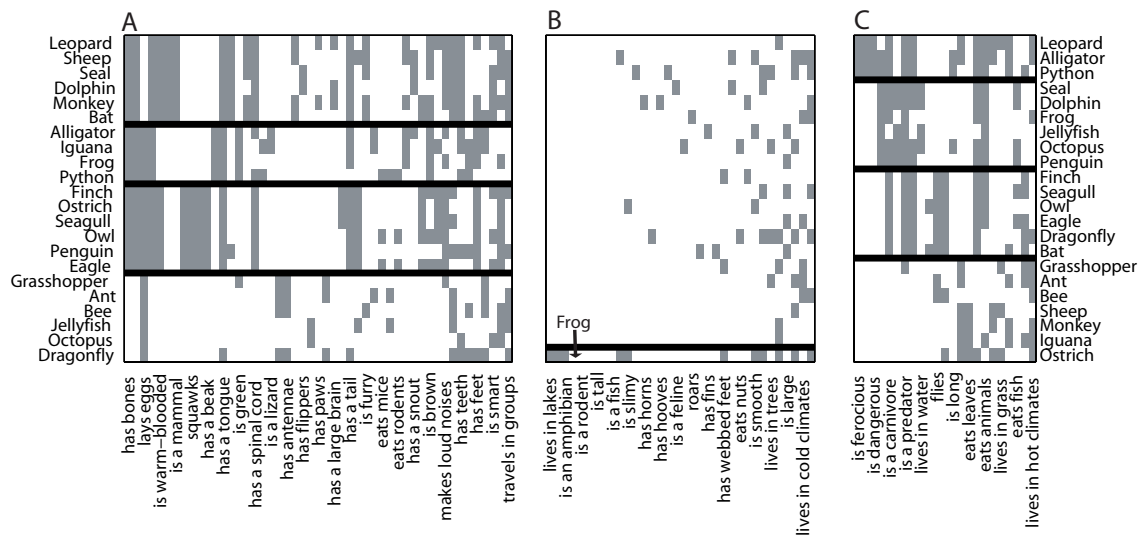 A
B
C
Leopard
Sheep
Seal
Dolphin
Monkey
Bat
Alligator
Iguana
Frog
Python
Finch
Ostrich
Seagull
Owl
Penguin
Eagle
Grasshopper
Ant
Bee
Jellyfish
Octopus
Dragonfly
has bones
lays eggs
is warm−blooded
is a mammal
squawks
has a beak
has a tongue
is green
has a spinal cord
is a lizard
has antennae
has flippers
has paws
has a large brain
has a tail
is furry
eats mice
eats rodents
has a snout
is brown
makes loud noises
has teeth
has feet
is smart
travels in groups
Frog
lives in lakes
is an amphibian
is a rodent
is tall
is a fish
is slimy
has horns
has hooves
is a feline
roars
has fins
has webbed feet
eats nuts
is smooth
lives in trees
is large
lives in cold climates
Leopard
Alligator
Python
Seal
Dolphin
Frog
Jellyfish
Octopus
Penguin
Finch
Seagull
Owl
Eagle
Dragonfly
Bat
Grasshopper
Ant
Bee
Sheep
Monkey
Iguana
Ostrich
is ferocious
is dangerous
is a carnivore
is a predator
lives in water
flies
is long
eats leaves
eats animals
lives in grass
eats fish
lives in hot climates